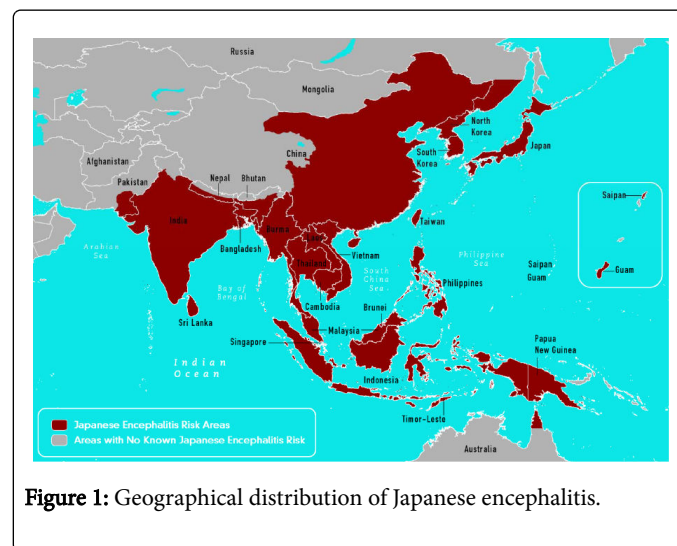 Russia
Mongolia
North
Korea
China
South
Korea
Japan
Afghanistan
Pakistan
Nepal
Bhutan
Saipan
India
Burma
Taiwan
Laos
Arabian
Sea
Bangladesh
Vietnam
Philippine
Sea
Thailand
Saipan
Guam
Guam
Bay of
Bengal
South
China
Sea
Philippines
Cambodia
Brunei
Sri Lanka
Malaysia
Singapore
Papua
New Guinea
Indian
Ocean
Indonesia
Timor-Leste
Japanese Encephalitis Risk Areas
Areas with No Known Japanese Encephalitis Risk
Australia
Figure 1: Geographical distribution of Japanese encephalitis.